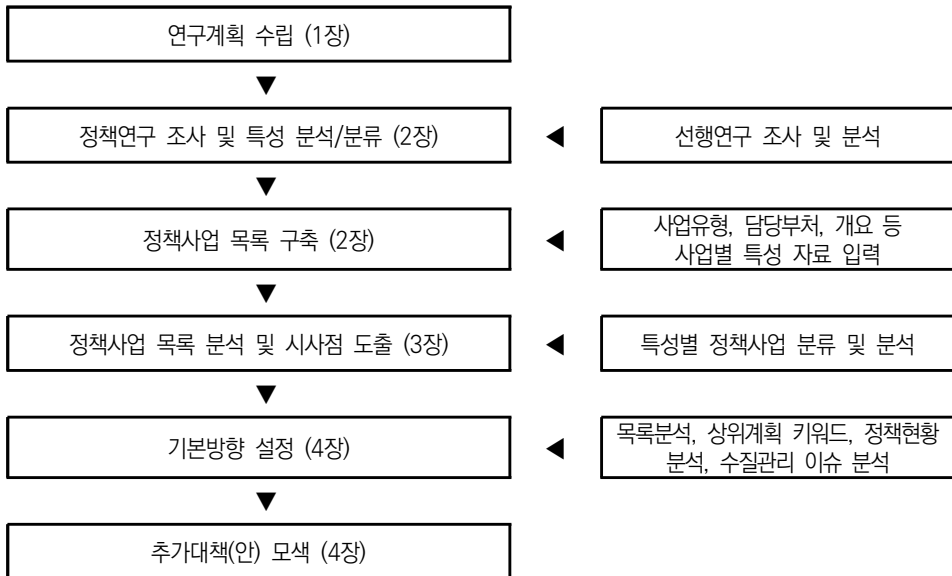 연구계획 수립 (1장)
▼
정책연구 조사 및 특성 분석/분류 (2장)
◀
선행연구 조사 및 분석
▼
정책사업 목록 구축 (2장)
◀
사업유형, 담당부처, 개요 등
사업별 특성 자료 입력
▼
정책사업 목록 분석 및 시사점 도출 (3장)
◀
특성별 정책사업 분류 및 분석
▼
기본방향 설정 (4장)
◀
목록분석, 상위계획 키워드, 정책현황
분석, 수질관리 이슈 분석
▼
추가대책(안) 모색 (4장)